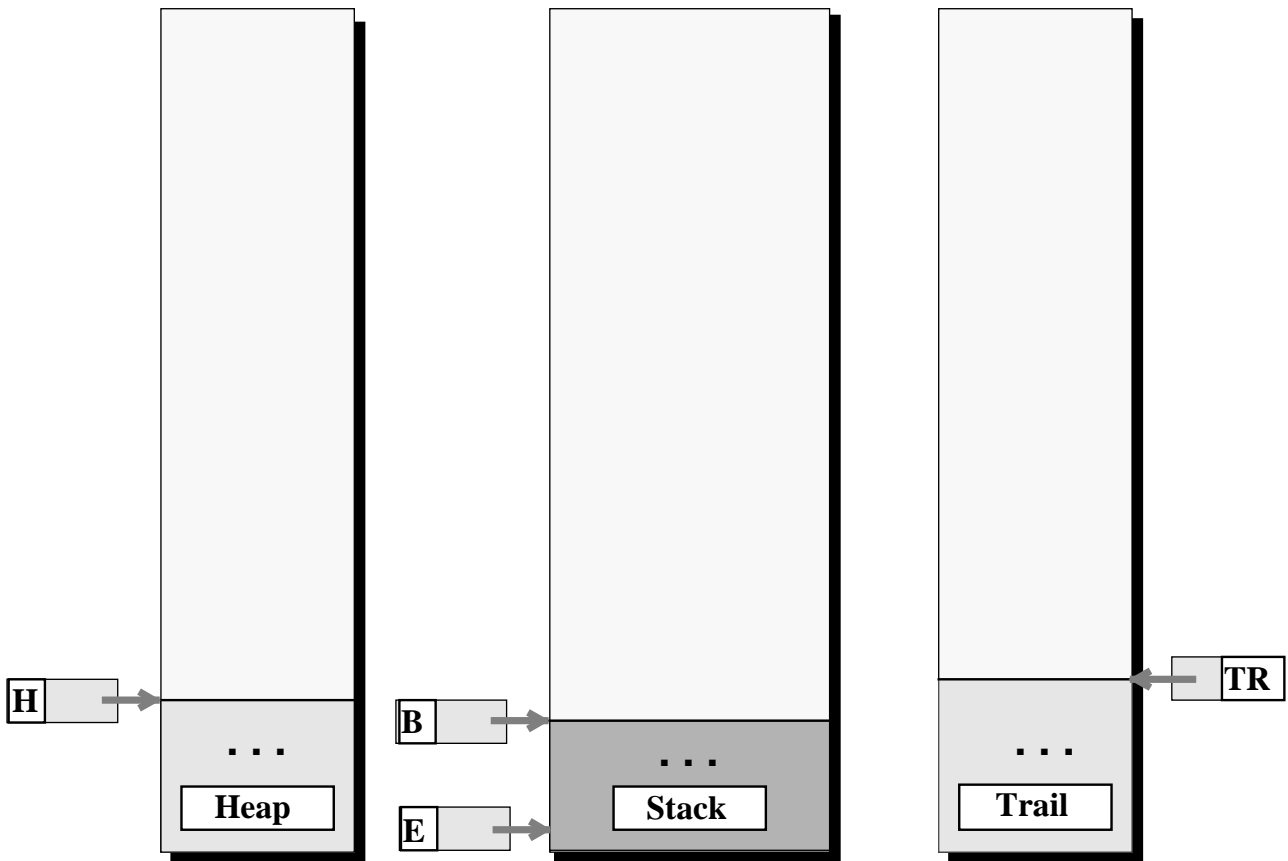 H
TR
B
. . .
. . .
. . .
Heap
Stack
Trail
E